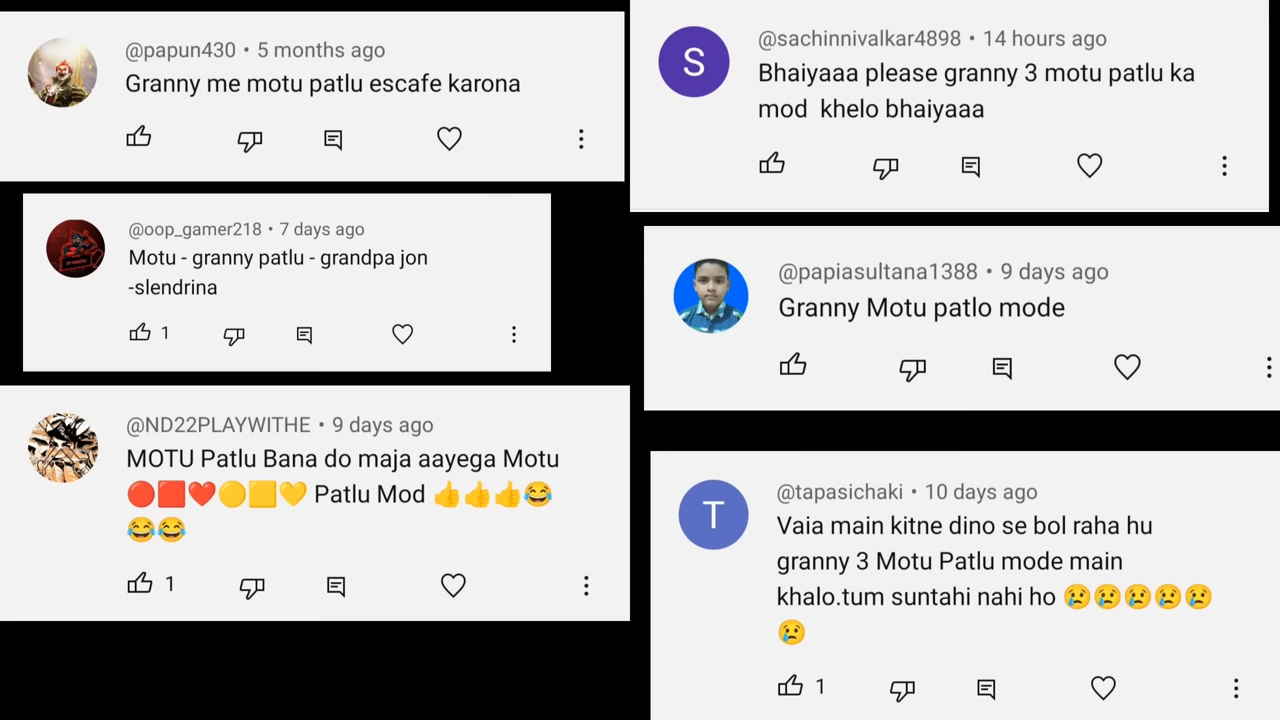 @papun430 • 5 months ago
Granny me motu patlu escafe karona
@oop_gamer218 • 7 days ago
Motu - granny patlu - grandpa jon
-slendrina
1
@ND22PLAYWITHE • 9 days ago
MOTU Patlu Bana do maja aayega Motu
🔴🟥❤️🟡🟨💛 Patlu Mod 👍👍👍😂
😂😂
1
S
@sachinnivalkar4898 • 14 hours ago
Bhaiyaaa please granny 3 motu patlu ka
mod khelo bhaiyaaa
@papiasultana1388 • 9 days ago
Granny Motu patlo mode
T
@tapasichaki • 10 days ago
Vaia main kitne dino se bol raha hu
granny 3 Motu Patlu mode main
khalo.tum suntahi nahi ho 😢😢😢😢😢
😢
1